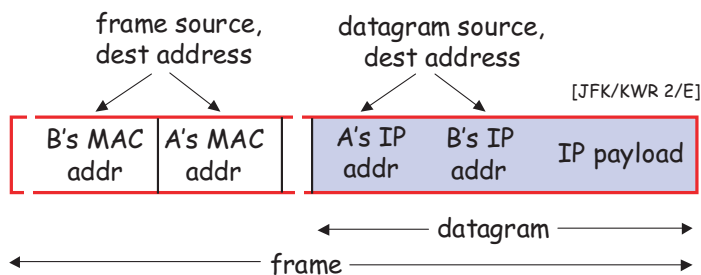 frame source,
dest address
datagram source,
dest address
[JFK/KWR 2/E]
B's MAC
addr
A's MAC
addr
A's IP
addr
B's IP
addr
IP payload
datagram
frame